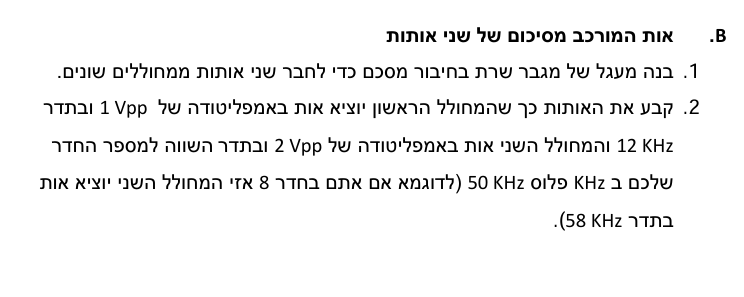 B. אות המורכב מסיכום של שני אותות
1. בנה מעגל של מגבר שרת בחיבור מסכם כדי לחבר שני אותות ממחוללים שונים.
2. קבע את האותות כך שהמחולל הראשון יוציא אות באמפליטודה של 1 Vpp ובתדר
12 KHz והמחולל השני אות באמפליטודה של 2 Vpp ובתדר השווה למספר החדר
שלכם ב KHz פלוס 50 KHz (לדוגמא אם אתם בחדר 8 אזי המחולל השני יוציא אות
בתדר 58 KHz).